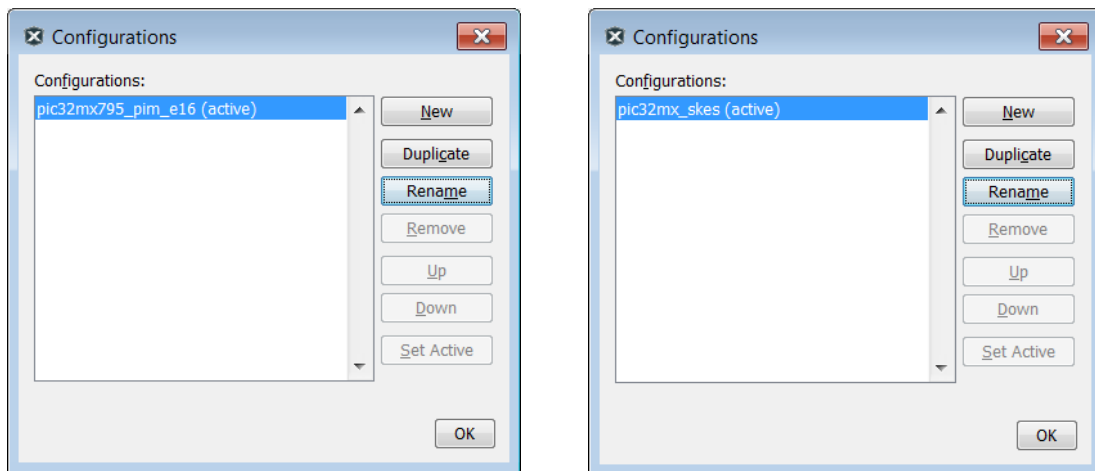 Configurations
Configurations:
pic32mx795_pim_e16 (active)
New
Duplicate
Rename
Remove
Up
Down
Set Active
OK
Configurations
Configurations:
pic32mx_skes (active)
New
Duplicate
Rename
Remove
Up
Down
Set Active
OK